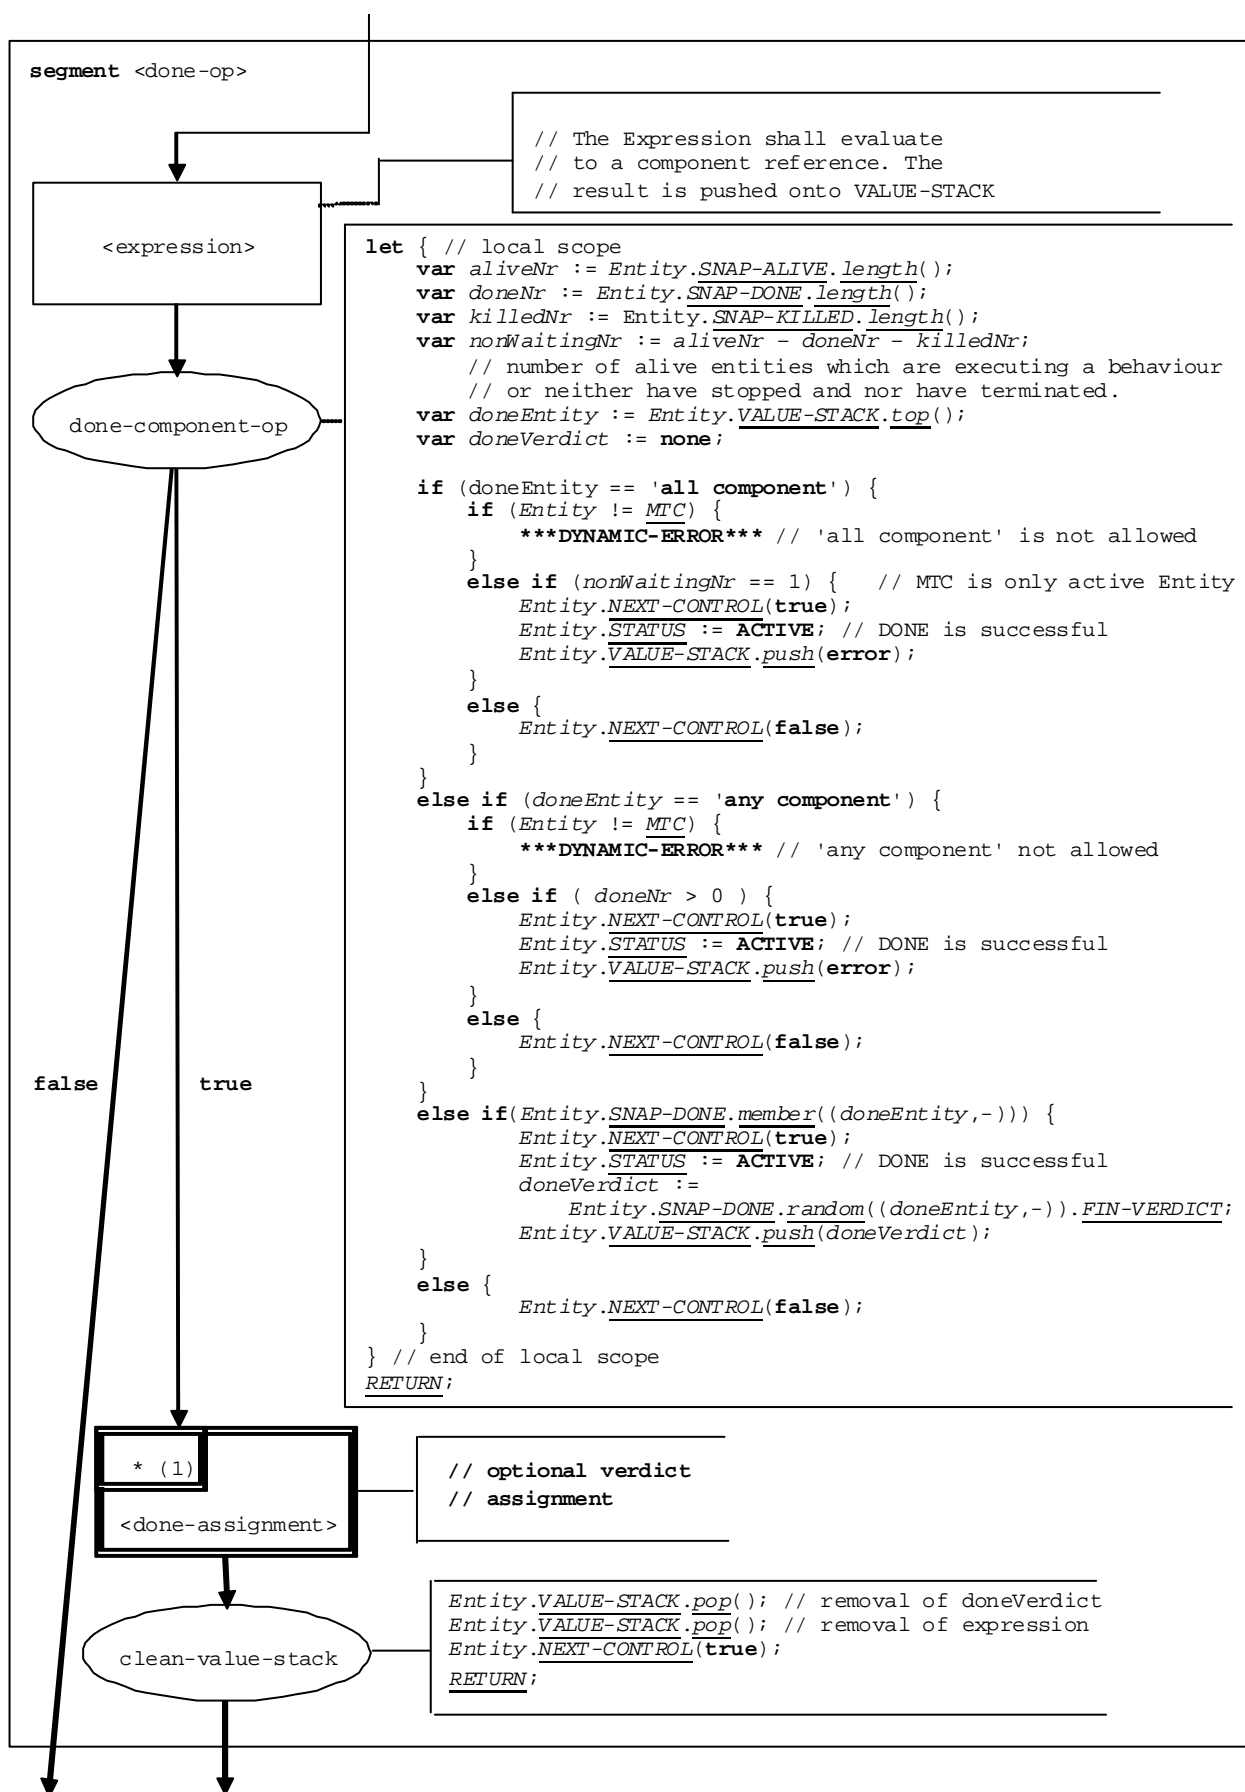 segment <done-op>
// The Expression shall evaluate
// to a component reference. The
// result is pushed onto VALUE-STACK
<expression>
let { // local scope
var aliveNr := Entity.SNAP-ALIVE.length();
var doneNr := Entity.SNAP-DONE.length();
var killedNr := Entity.SNAP-KILLED.length();
var nonWaitingNr := aliveNr – doneNr – killedNr;
// number of alive entities which are executing a behaviour
// or neither have stopped and nor have terminated.
var doneEntity := Entity.VALUE-STACK.top();
var doneVerdict := none;
done-component-op
if (doneEntity == 'all component') {
if (Entity != MTC) {
***DYNAMIC-ERROR*** // 'all component' is not allowed
}
else if (nonWaitingNr == 1) { // MTC is only active Entity
Entity.NEXT-CONTROL(true);
Entity.STATUS := ACTIVE; // DONE is successful
Entity.VALUE-STACK.push(error);
}
else {
Entity.NEXT-CONTROL(false);
}
}
else if (doneEntity == 'any component') {
if (Entity != MTC) {
***DYNAMIC-ERROR*** // 'any component' not allowed
}
else if ( doneNr > 0 ) {
Entity.NEXT-CONTROL(true);
Entity.STATUS := ACTIVE; // DONE is successful
Entity.VALUE-STACK.push(error);
}
else {
Entity.NEXT-CONTROL(false);
}
}
false true
else if(Entity.SNAP-DONE.member((doneEntity,-))) {
Entity.NEXT-CONTROL(true);
Entity.STATUS := ACTIVE; // DONE is successful
doneVerdict :=
Entity.SNAP-DONE.random((doneEntity,-)).FIN-VERDICT;
Entity.VALUE-STACK.push(doneVerdict);
}
else {
Entity.NEXT-CONTROL(false);
}
} // end of local scope
RETURN;
* (1)
<done-assignment>
// optional verdict
// assignment
clean-value-stack
Entity.VALUE-STACK.pop(); // removal of doneVerdict
Entity.VALUE-STACK.pop(); // removal of expression
Entity.NEXT-CONTROL(true);
RETURN;